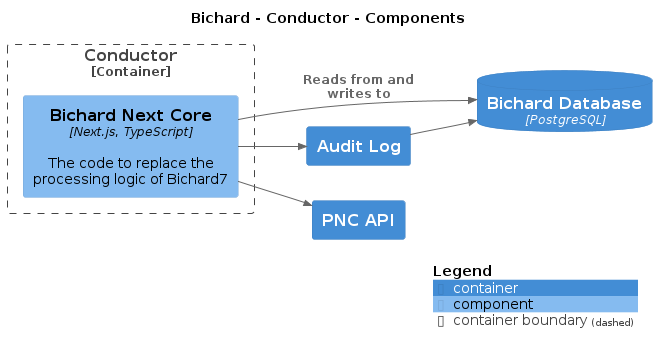 Bichard - Conductor - Components
Conductor
[Container]
Bichard Next Core
[Next.js, TypeScript]
The code to replace the
processing logic of Bichard7
Reads from and
writes to
Bichard Database
[PostgreSQL]
Audit Log
PNC API
Legend
container
component
container boundary (dashed)